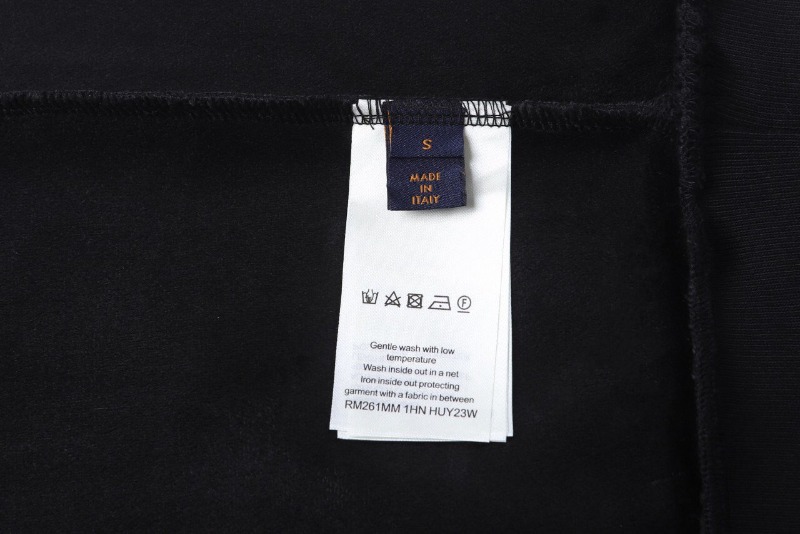 S
MADE
IN
ITALY
F
Gentle wash with low
temperature
Wash inside out in a net
Iron inside out protecting
garment with a fabric in between
RM261MM 1HN HUY23W